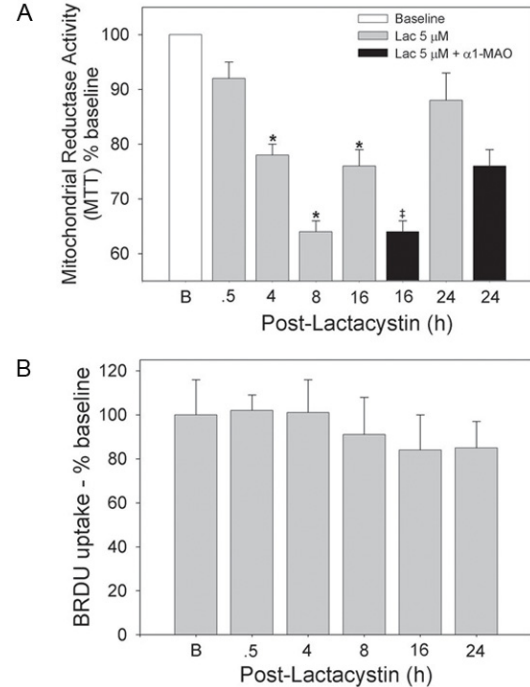 A
Baseline
Lac 5 μM
Lac 5 μM + α1-MAO
Mitochondrial Reductase Activity
(MTT) % baseline
100
90
80
70
60
*
*
*
‡
B .5 4 8 16 16 24 24
Post-Lactacystin (h)
B
BRDU uptake - % baseline
120
100
80
60
40
20
0
B .5 4 8 16 24
Post-Lactacystin (h)